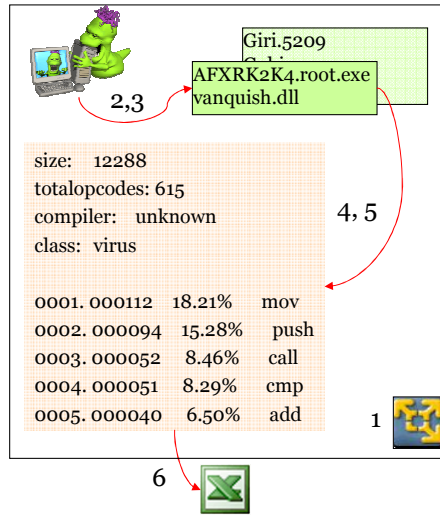 Giri.5209
AFXRK2K4.root.exe
vanquish.dll
2,3
size: 12288
totalopcodes: 615
compiler: unknown
class: virus
4, 5
0001. 000112 18.21% mov
0002. 000094 15.28% push
0003. 000052 8.46% call
0004. 000051 8.29% cmp
0005. 000040 6.50% add
1
6